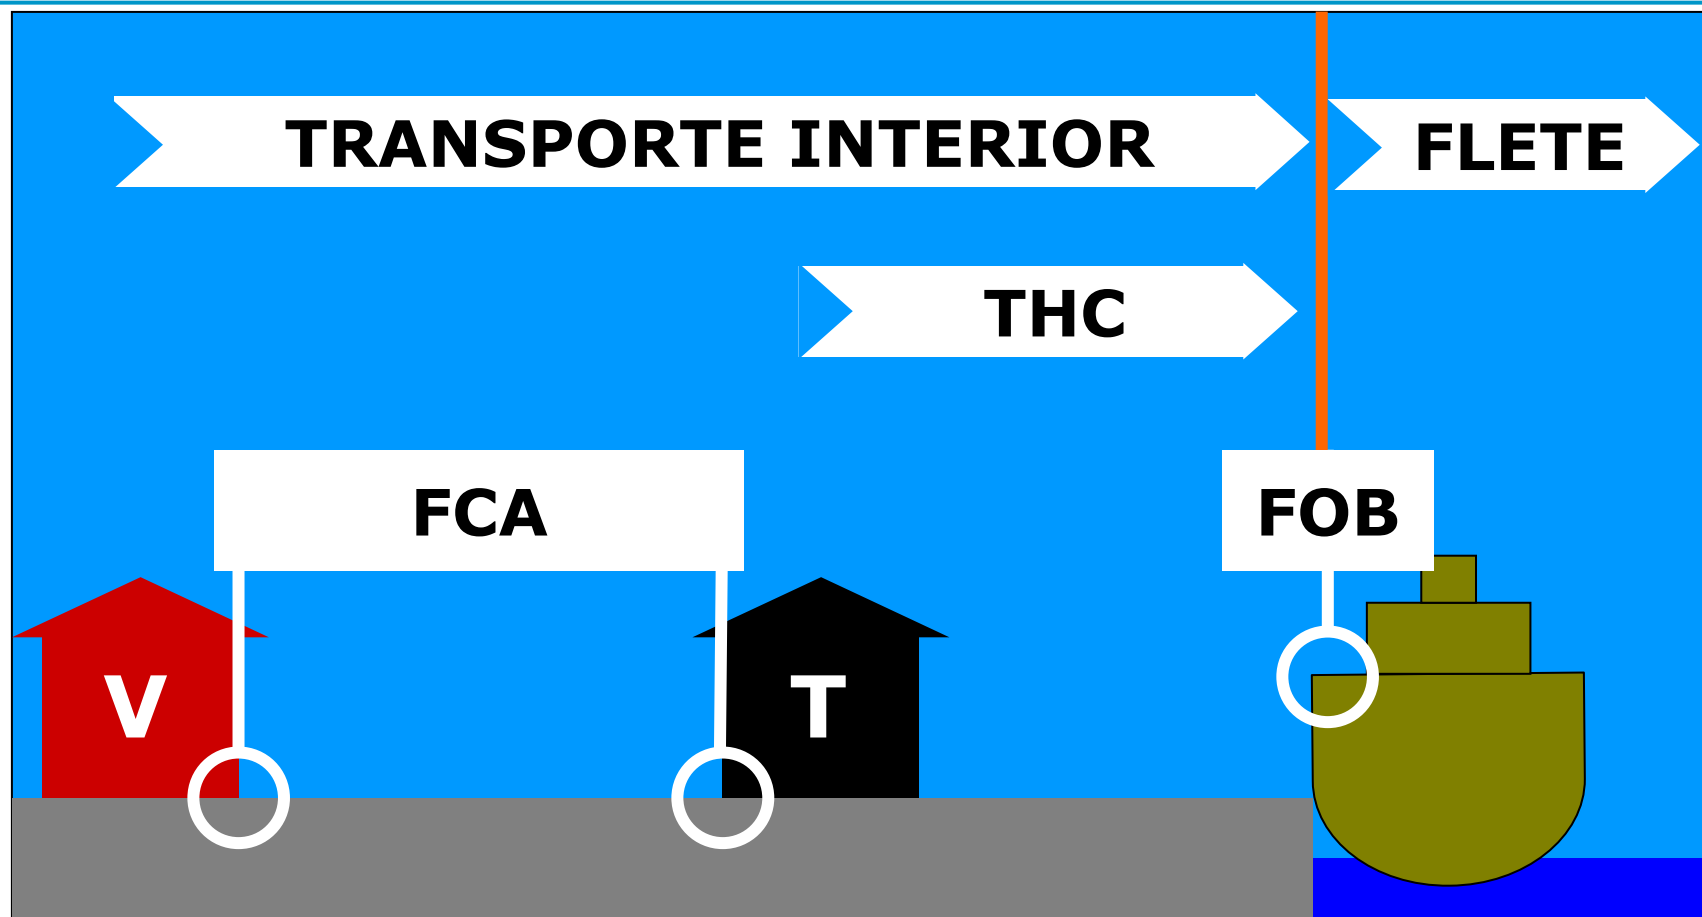 TRANSPORTE INTERIOR
FLETE
THC
FCA
FOB
V
T